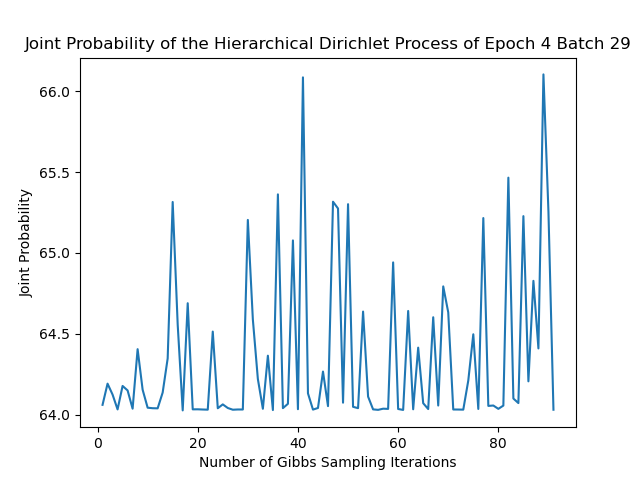 Joint Probability of the Hierarchical Dirichlet Process of Epoch 4 Batch 29
66.0
65.5
65.0
64.5
64.0
Joint Probability
0 20 40 60 80
Number of Gibbs Sampling Iterations